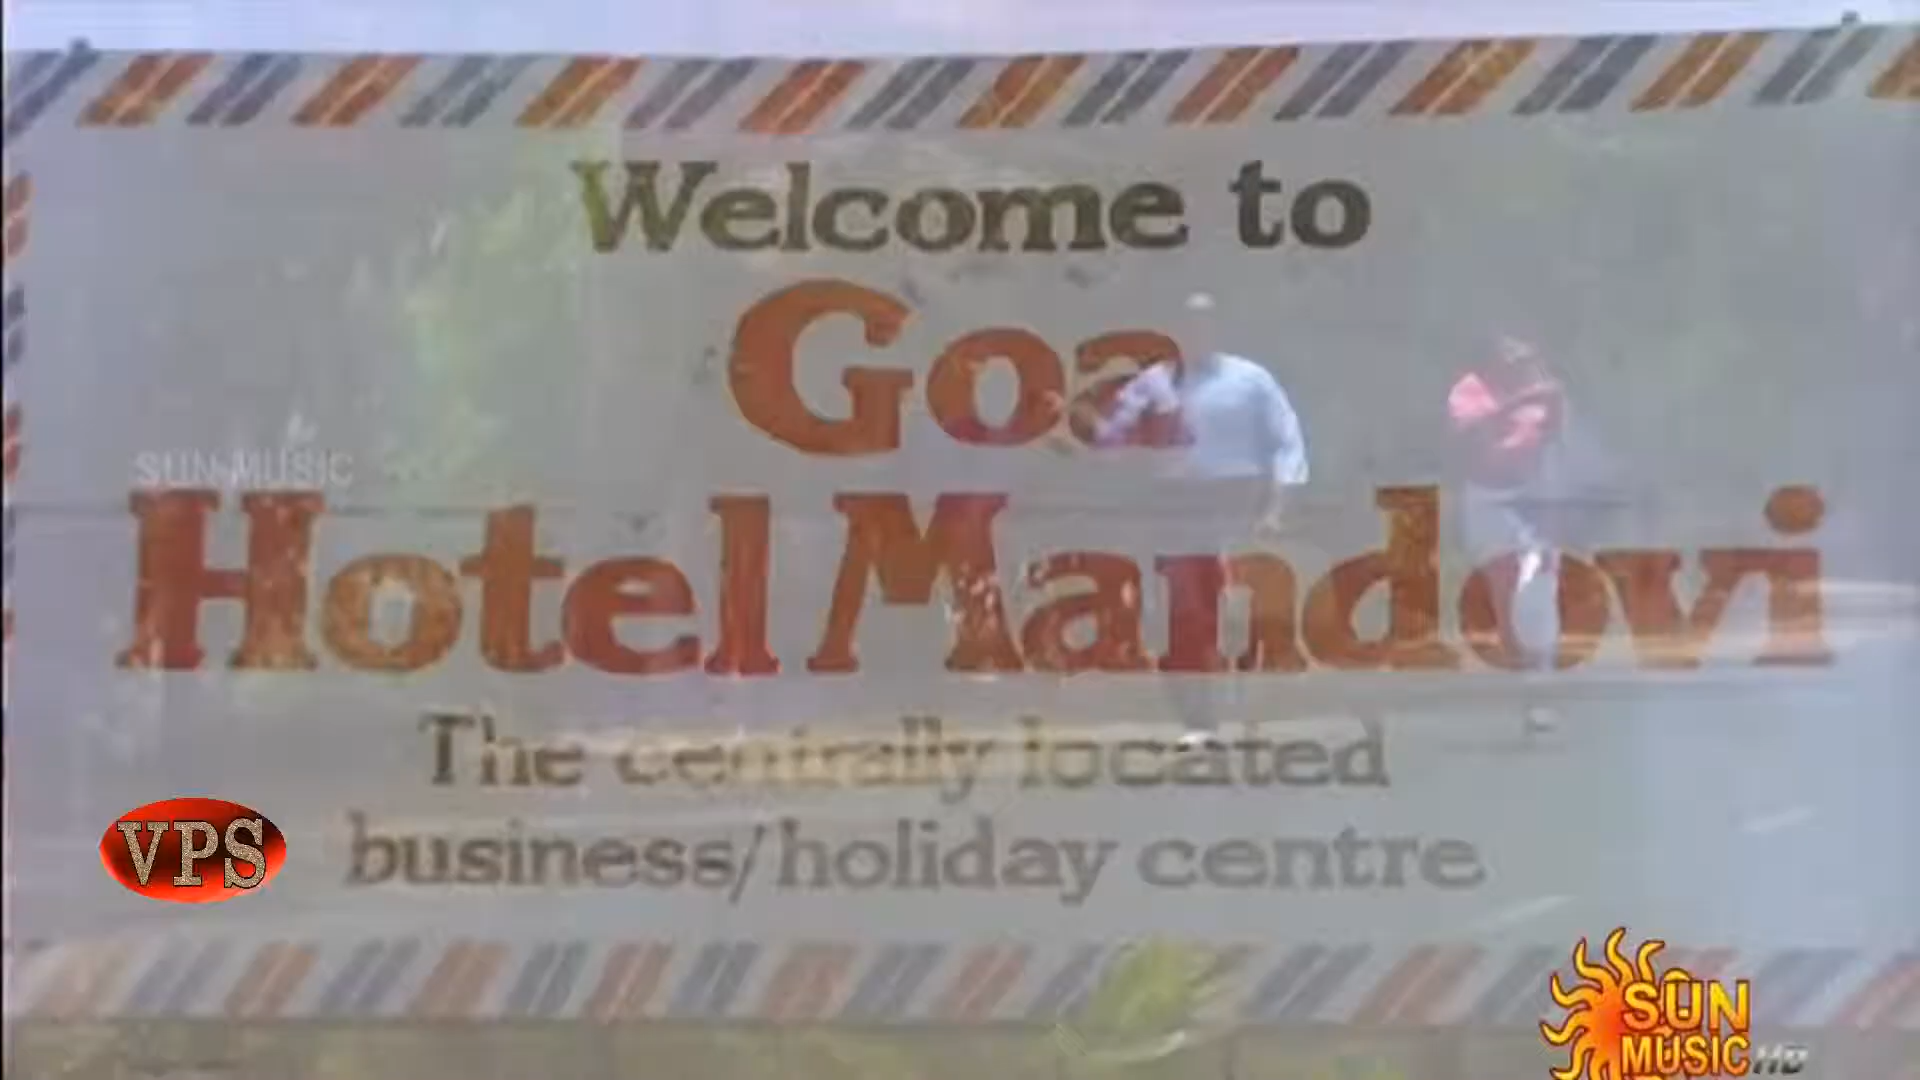 Welcome to
Goa
SUN MUSIC
Hotel Mandovi
The centrally located
business/holiday centre
VPS
SUN
MUSIC HD